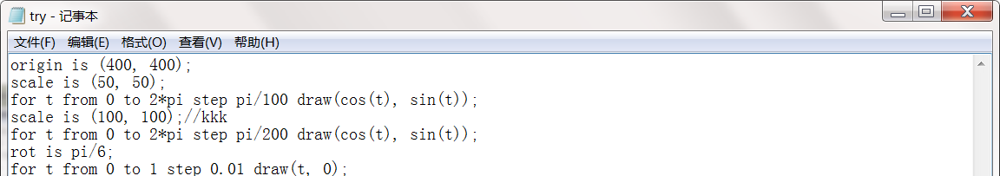 try - 记事本
文件(F) 编辑(E) 格式(O) 查看(V) 帮助(H)
origin is (400, 400);
scale is (50, 50);
for t from 0 to 2*pi step pi/100 draw(cos(t), sin(t));
scale is (100, 100);//kkk
for t from 0 to 2*pi step pi/200 draw(cos(t), sin(t));
rot is pi/6;
for t from 0 to 1 step 0.01 draw(t, 0);